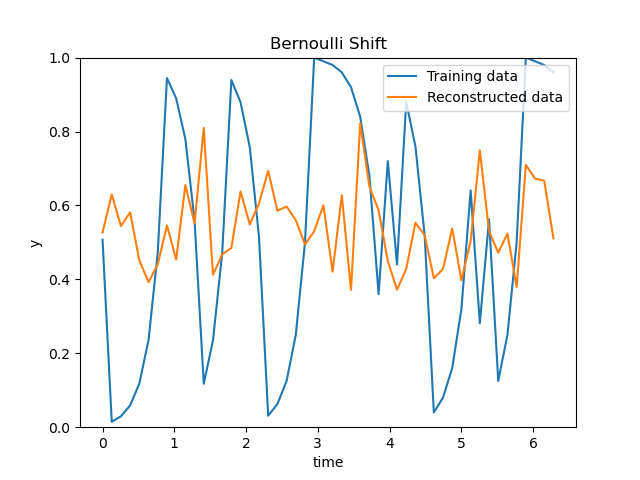 Bernoulli Shift
Training data
Reconstructed data
1.0
0.8
0.6
0.4
0.2
0.0
y
0 1 2 3 4 5 6
time